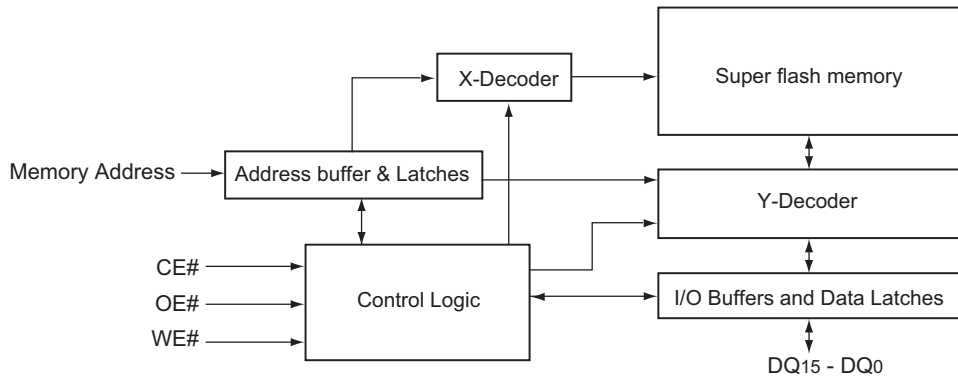 X-Decoder
Super flash memory
Memory Address
Address buffer & Latches
Y-Decoder
CE#
OE#
WE#
Control Logic
I/O Buffers and Data Latches
DQ15 - DQ0